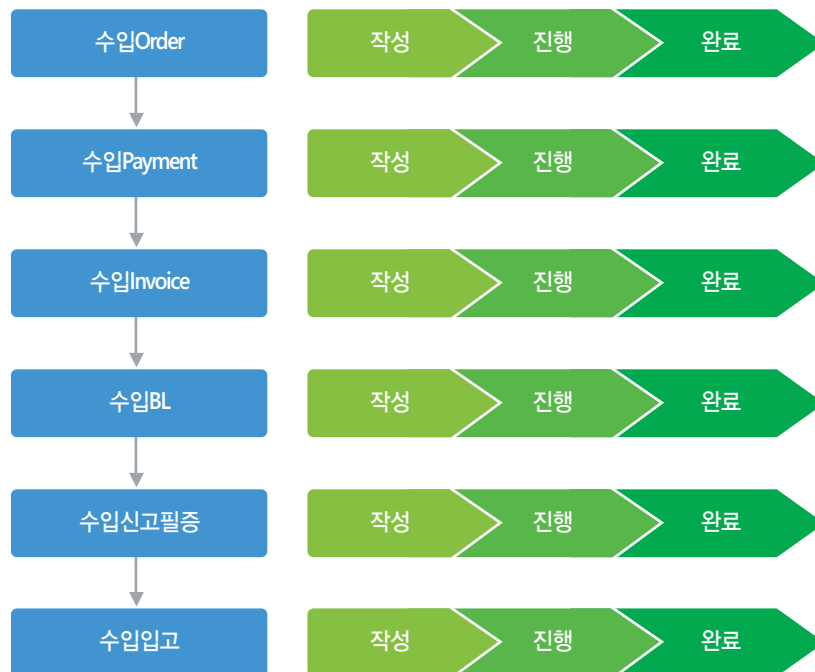 수입Order 작성 진행 완료
수입Payment 작성 진행 완료
수입Invoice 작성 진행 완료
수입BL 작성 진행 완료
수입신고필증 작성 진행 완료
수입입고 작성 진행 완료